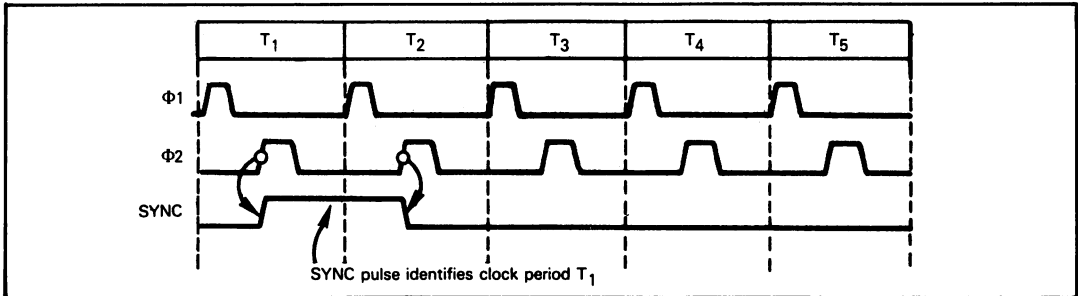 T1 T2 T3 T4 T5
Φ1
Φ2
SYNC
SYNC pulse identifies clock period T1